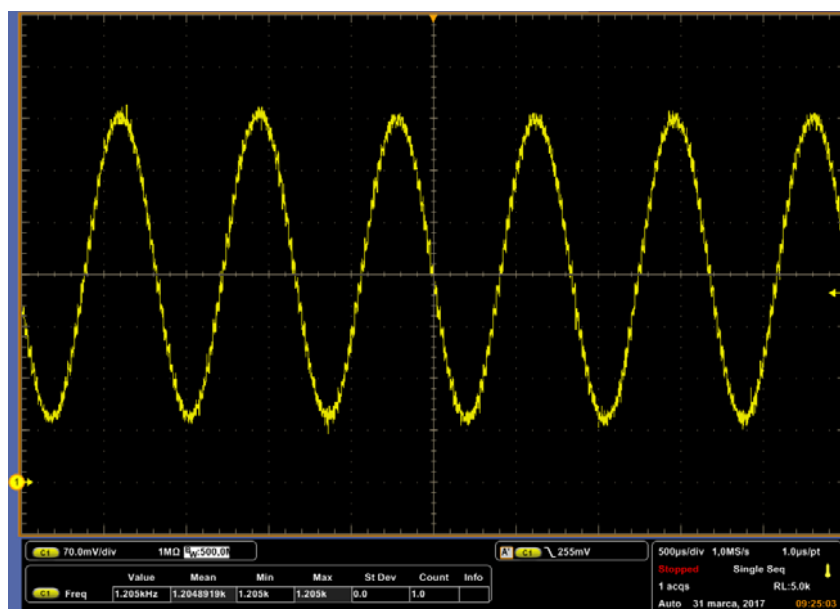 1
C1 70.0mV/div 1MΩ BW:500.0M
A' C1 255mV
500µs/div 1,0MS/s 1.0µs/pt
Stopped Single Seq
1 acqs RL:5.0k
Auto 31 marca, 2017 09:25:03
Value Mean Min Max St Dev Count Info
C1 Freq 1.205kHz 1.2048919k 1.205k 1.205k 0.0 1.0